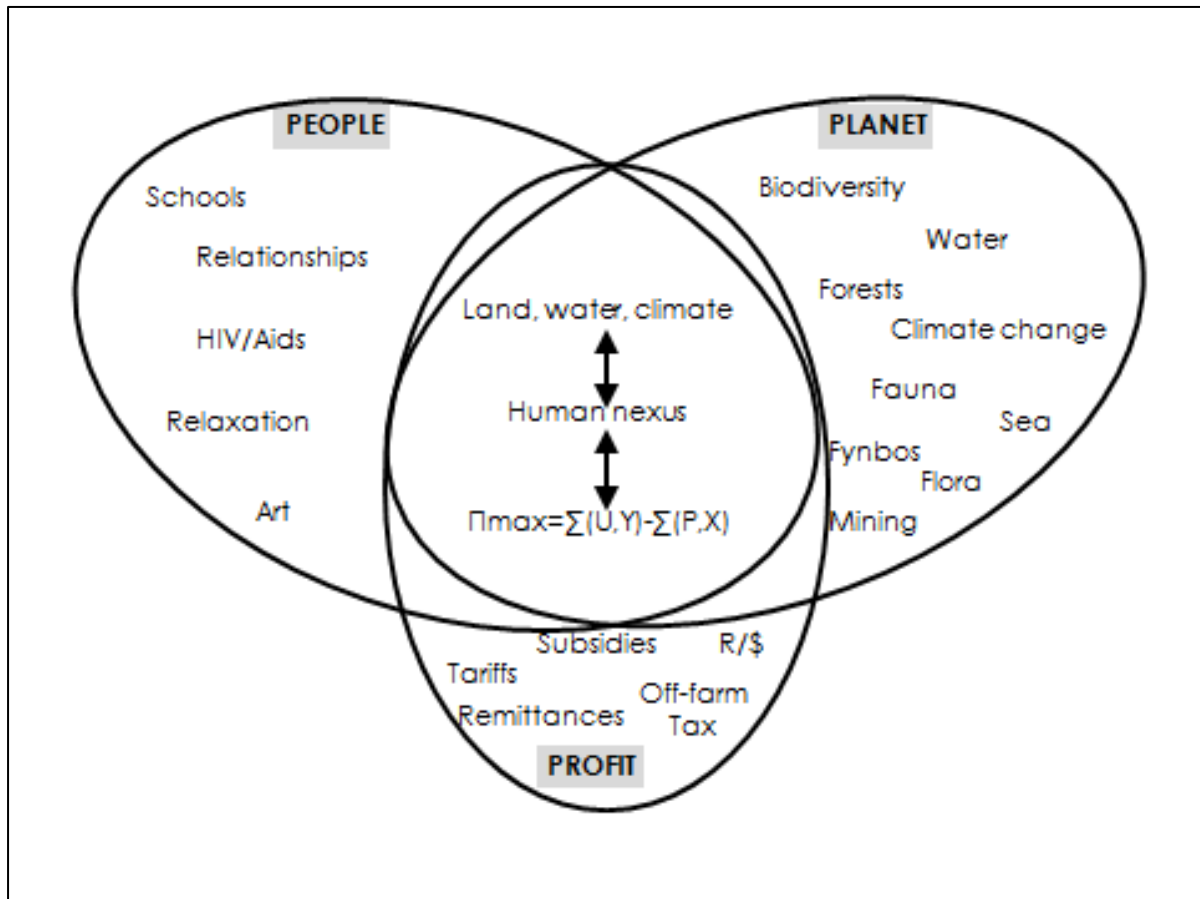 PEOPLE
PLANET
Schools
Relationships
HIV/Aids
Relaxation
Art
Land, water, climate
Human nexus
Πmax=∑(U,Y)-∑(P,X)
Biodiversity
Water
Forests
Climate change
Fauna
Sea
Fynbos
Flora
Mining
Subsidies
R/$
Tariffs
Off-farm
Remittances
Tax
PROFIT